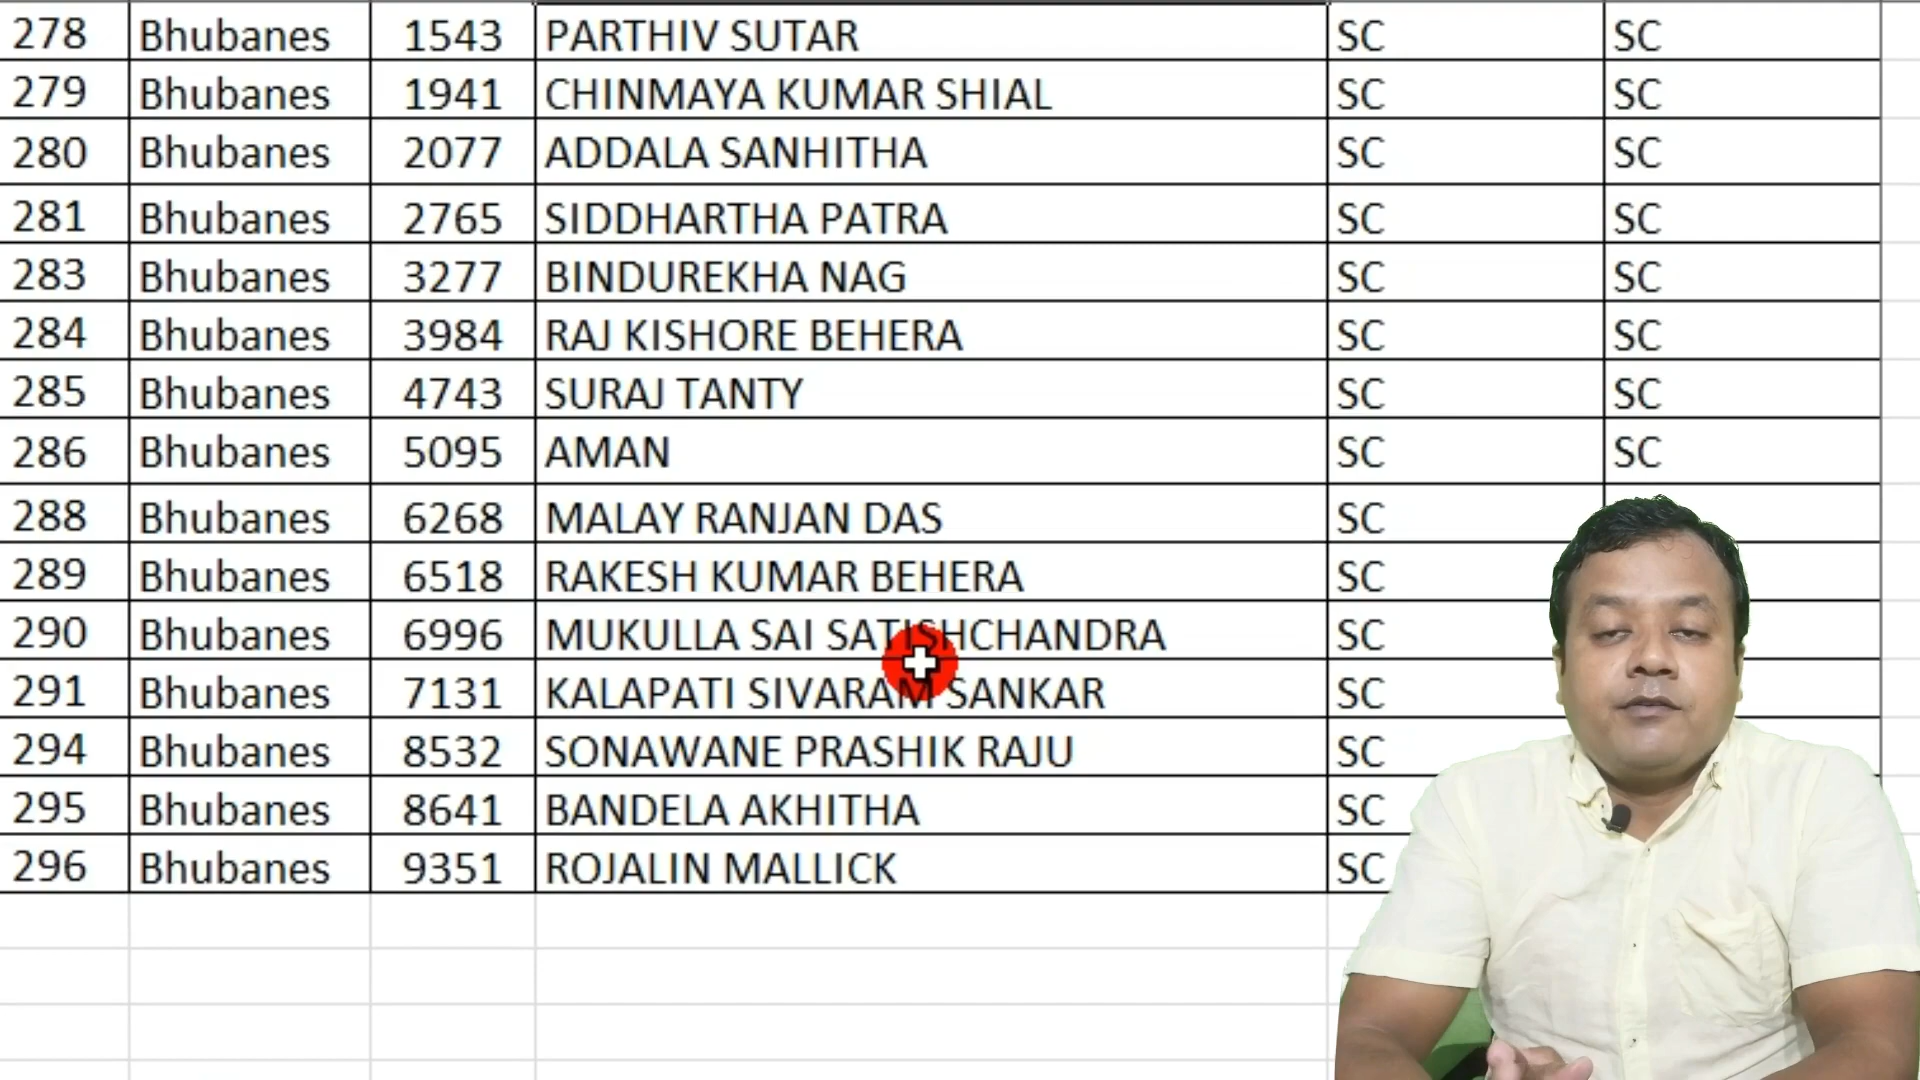 278 Bhubanes 1543 PARTHIV SUTAR SC SC
279 Bhubanes 1941 CHINMAYA KUMAR SHIAL SC SC
280 Bhubanes 2077 ADDALA SANHITHA SC SC
281 Bhubanes 2765 SIDDHARTHA PATRA SC SC
283 Bhubanes 3277 BINDUREKHA NAG SC SC
284 Bhubanes 3984 RAJ KISHORE BEHERA SC SC
285 Bhubanes 4743 SURAJ TANTY SC SC
286 Bhubanes 5095 AMAN SC SC
288 Bhubanes 6268 MALAY RANJAN DAS SC
289 Bhubanes 6518 RAKESH KUMAR BEHERA SC
290 Bhubanes 6996 MUKULLA SAI SATISHCHANDRA SC
291 Bhubanes 7131 KALAPATI SIVARAM SANKAR SC
294 Bhubanes 8532 SONAWANE PRASHIK RAJU SC
295 Bhubanes 8641 BANDELA AKHITHA SC
296 Bhubanes 9351 ROJALIN MALLICK SC